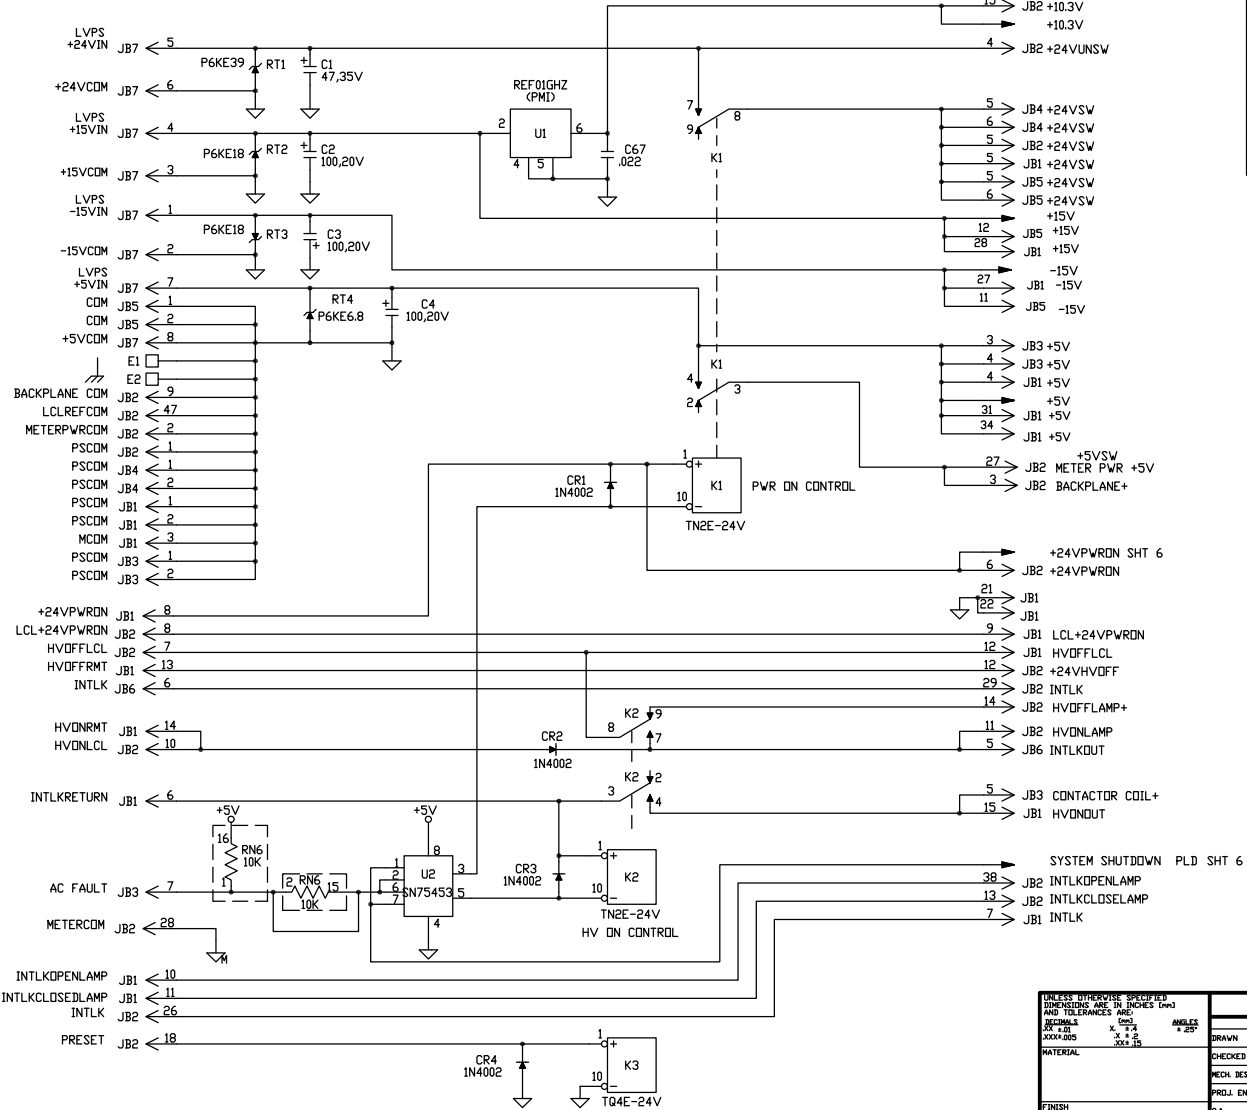 15 JB2 +10.3V
+10.3V
LVPS
+24VIN JB7 5
4 JB2 +24VUNSW
P6KE39 RT1
+ C1
47,35V
+24VCOM JB7 6
REF01GHZ
(PMI)
2 U1 6
4 5
C67
.022
7
9 8
K1
5 JB4 +24VSW
6 JB4 +24VSW
5 JB2 +24VSW
5 JB1 +24VSW
5 JB5 +24VSW
6 JB5 +24VSW
LVPS
+15VIN JB7 4
P6KE18 RT2
+ C2
100,20V
+15VCOM JB7 3
+15V
12 JB5 +15V
28 JB1 +15V
LVPS
-15VIN JB7 1
P6KE18 RT3
C3
+ 100,20V
-15VCOM JB7 2
-15V
27 JB1 -15V
11 JB5 -15V
LVPS
+5VIN JB7 7
COM JB5 1
COM JB5 2
+5VCOM JB7 8
RT4
P6KE6.8
+ C4
100,20V
E1
E2
K1
4
2 3
3 JB3 +5V
4 JB3 +5V
4 JB1 +5V
+5V
31 JB1 +5V
34 JB1 +5V
BACKPLANE COM JB2 9
LCLREFCOM JB2 47
METERPWRCOM JB2 2
PSCOM JB2 1
PSCOM JB4 1
PSCOM JB4 2
PSCOM JB1 1
PSCOM JB1 2
MCOM JB1 3
PSCOM JB3 1
PSCOM JB3 2
+5VSW
27 JB2 METER PWR +5V
3 JB2 BACKPLANE+
CR1
1N4002
1 +
10 -
K1
PWR ON CONTROL
TN2E-24V
+24VPWRON SHT 6
6 JB2 +24VPWRON
21 JB1
22 JB1
+24VPWRON JB1 8
LCL+24VPWRON JB2 8
9 JB1 LCL+24VPWRON
HVOFFLCL JB2 7
12 JB1 HVOFFLCL
HVOFFRMT JB1 13
12 JB2 +24VHVOFF
INTLK JB6 6
29 JB2 INTLK
14 JB2 HVOFFLAMP+
K2 9
8 7
HVONRMT JB1 14
11 JB2 HVONLAMP
HVONLCL JB2 10
5 JB6 INTLKOUT
CR2
1N4002
K2 2
3 4
INTLKRETURN JB1 6
5 JB3 CONTACTOR COIL+
15 JB1 HVONOUT
+5V
+5V
16 RN6
10K
1
2 RN6 15
10K
8
1
2
6
7
U2
SN75453
3
5
4
CR3
1N4002
1 +
10 -
K2
TN2E-24V
HV ON CONTROL
SYSTEM SHUTDOWN PLD SHT 6
AC FAULT JB3 7
38 JB2 INTLKOPENLAMP
13 JB2 INTLKCLOSELAMP
7 JB1 INTLK
METERCOM JB2 28
M
INTLKOPENLAMP JB1 10
INTLKCLOSEDLAMP JB1 11
INTLK JB2 26
PRESET JB2 18
CR4
1N4002
1 +
10 -
K3
TQ4E-24V
UNLESS OTHERWISE SPECIFIED
DIMENSIONS ARE IN INCHES [mm]
AND TOLERANCES ARE:
DECIMALS [mm] ANGLES
.XX ±.01 X. ±.4 ±.25°
.XXX±.005 .X ±.2
.XX±.15
MATERIAL
FINISH
DRAWN
CHECKED
MECH. DES
PROJ. EN